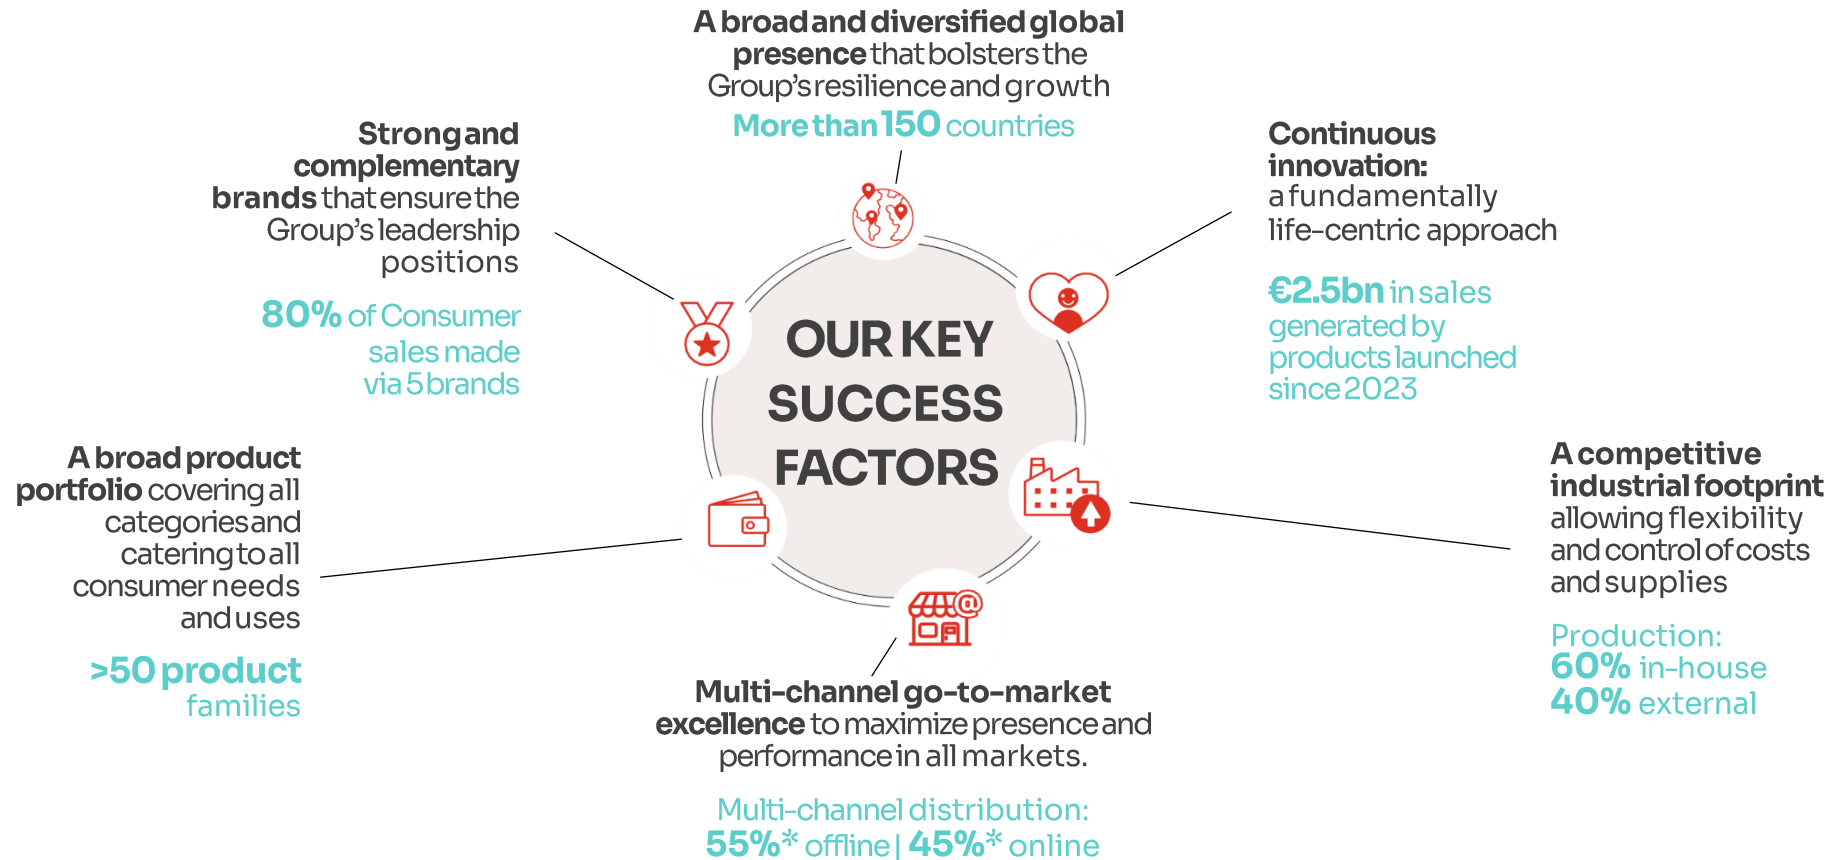 A broad and diversified global
presence that bolsters the
Group’s resilience and growth
More than 150 countries
Strong and
complementary
brands that ensure the
Group’s leadership
positions
80% of Consumer
sales made
via 5 brands
Continuous
innovation:
a fundamentally
life-centric approach
€2.5bn in sales
generated by
products launched
since 2023
OUR KEY
SUCCESS
FACTORS
A broad product
portfolio covering all
categories and
catering to all
consumer needs
and uses
>50 product
families
A competitive
industrial footprint
allowing flexibility
and control of costs
and supplies
Production:
60% in-house
40% external
@
Multi-channel go-to-market
excellence to maximize presence and
performance in all markets.
Multi-channel distribution:
55%* offline | 45%* online